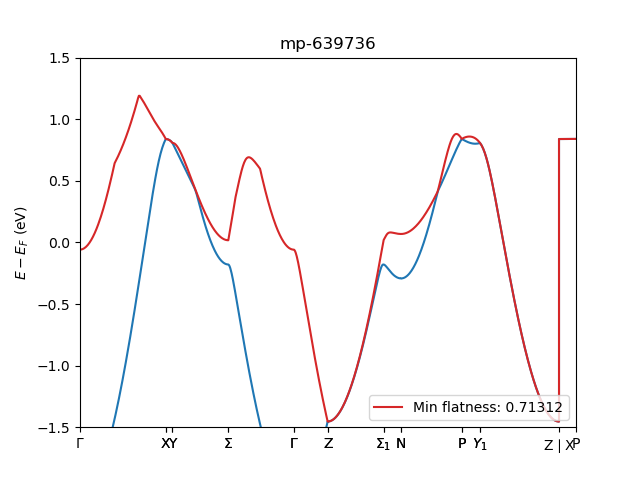 mp-639736
1.5
1.0
0.5
0.0
−0.5
−1.0
−1.5
E − E_F (eV)
Γ X Y Σ Γ Z Σ₁ N P Y₁ Z | X P
Min flatness: 0.71312